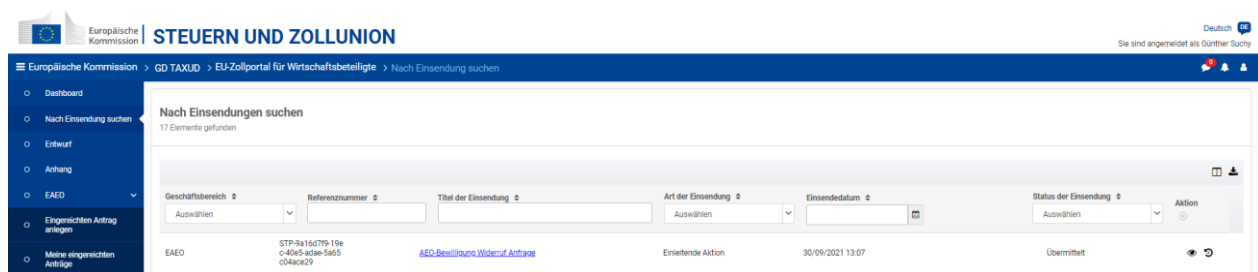 Europäische
Kommission
STEUERN UND ZOLLUNION
Deutsch DE
Sie sind angemeldet als Günther Suchy
Europäische Kommission > GD TAXUD > EU-Zollportal für Wirtschaftsbeteiligte > Nach Einsendung suchen
0
Dashboard
Nach Einsendung suchen
Entwurf
Anhang
EAEO
Eingereichten Antrag
anlegen
Meine eingereichten
Anträge
Nach Einsendungen suchen
17 Elemente gefunden
Geschäftsbereich Referenznummer Titel der Einsendung Art der Einsendung Einsendedatum Status der Einsendung Aktion
Auswählen Auswählen Auswählen
EAEO STP-9a16d7f9-19e AEO-Bewilligung Widerruf Anfrage Einleitende Aktion 30/09/2021 13:07 Übermittelt
c-40e5-adae-5a65
c04ace29